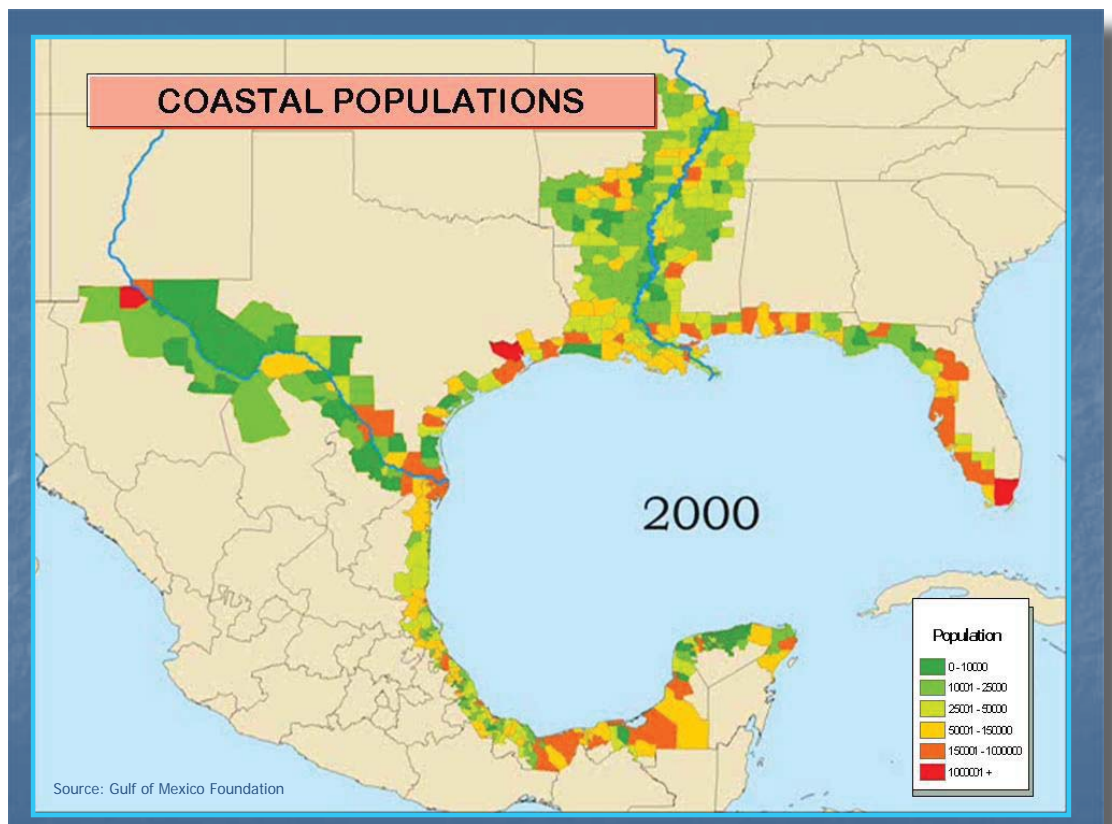 COASTAL POPULATIONS
2000
Population
0 - 10000
10001 - 25000
25001 - 50000
50001 - 150000
150001 - 1000000
1000001 +
Source: Gulf of Mexico Foundation